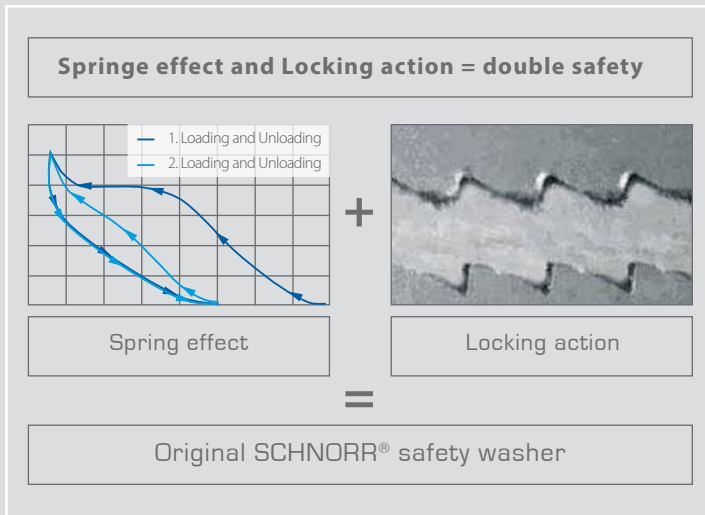 Springe effect and Locking action = double safety
1. Loading and Unloading
2. Loading and Unloading
+
Spring effect
Locking action
=
Original SCHNORR® safety washer